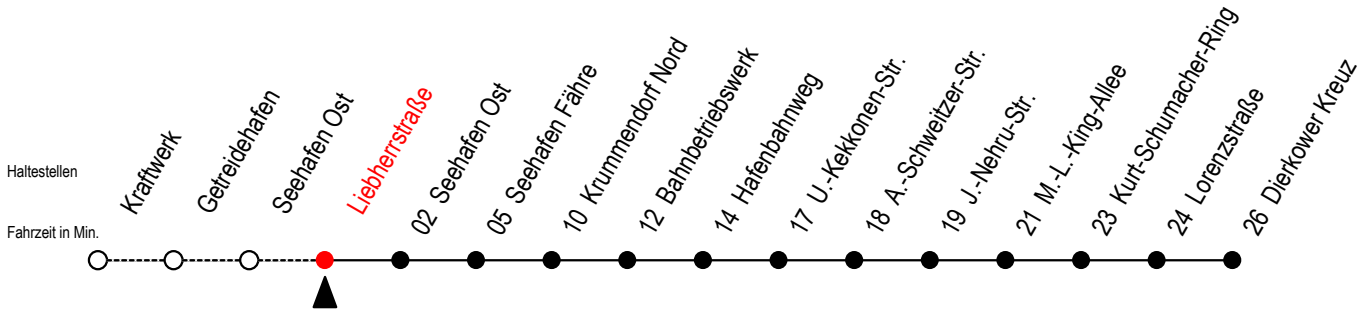 Haltestellen
Fahrzeit in Min.
Kraftwerk
Getreidehafen
Seehafen Ost
Liebherrstraße
02 Seehafen Ost
05 Seehafen Fähre
10 Krummendorf Nord
12 Bahnbetriebswerk
14 Hafenbahnweg
17 U.-Kekkonen-Str.
18 A.-Schweitzer-Str.
19 J.-Nehru-Str.
21 M.-L.-King-Allee
23 Kurt-Schumacher-Ring
24 Lorenzstraße
26 Dierkower Kreuz